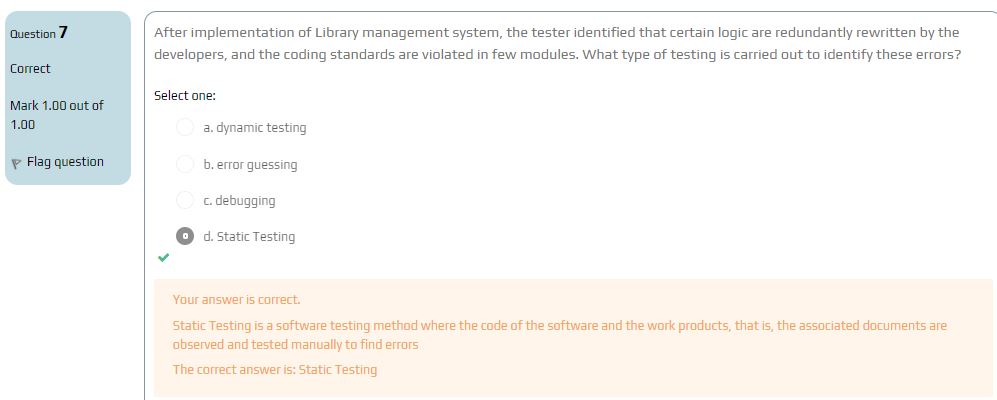 Question 7
Correct
Mark 1.00 out of
1.00
Flag question
After implementation of Library management system, the tester identified that certain logic are redundantly rewritten by the
developers, and the coding standards are violated in few modules. What type of testing is carried out to identify these errors?
Select one:
a. dynamic testing
b. error guessing
c. debugging
d. Static Testing
Your answer is correct.
Static Testing is a software testing method where the code of the software and the work products, that is, the associated documents are
observed and tested manually to find errors
The correct answer is: Static Testing